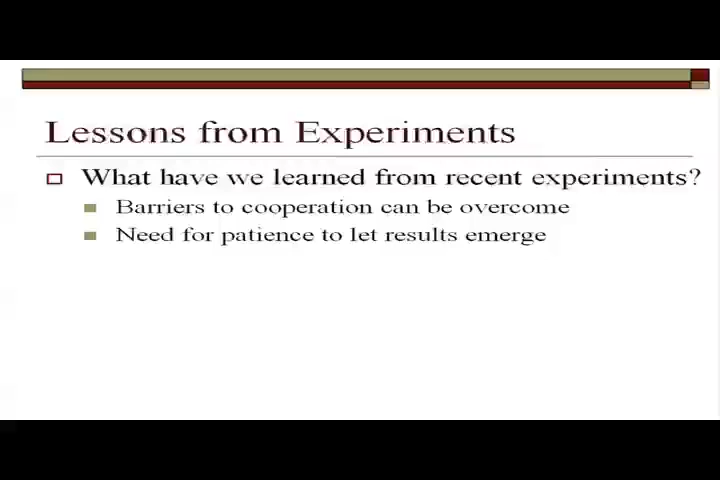 Lessons from Experiments
What have we learned from recent experiments?
Barriers to cooperation can be overcome
Need for patience to let results emerge